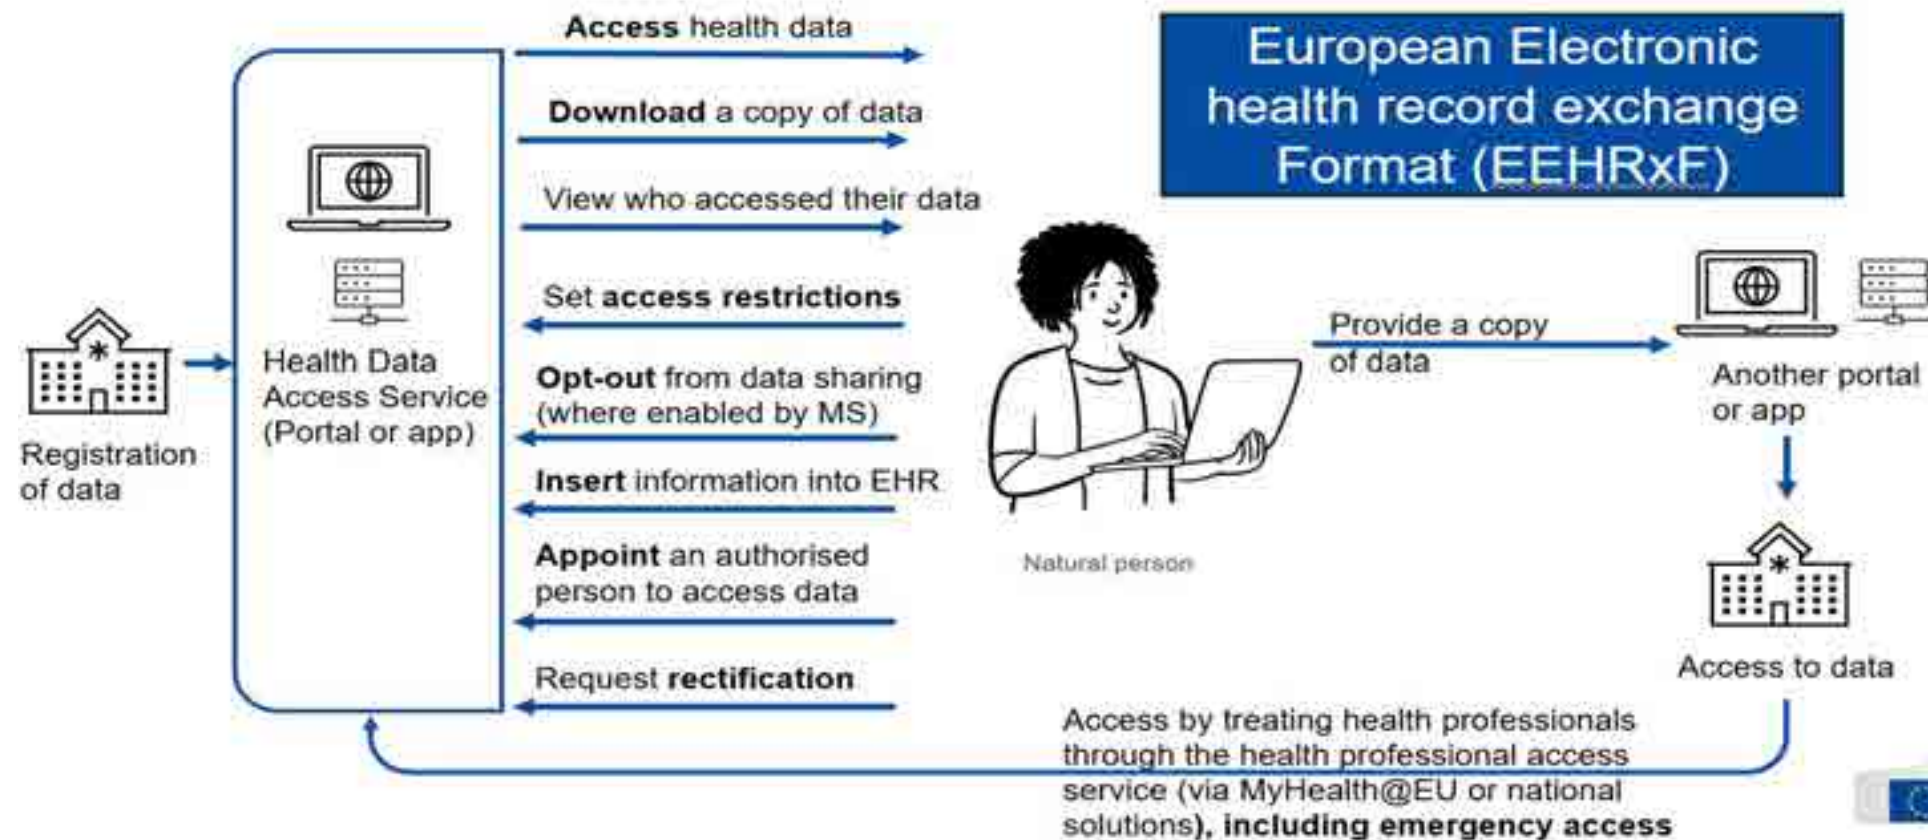 Access health data
Download a copy of data
View who accessed their data
Set access restrictions
Opt-out from data sharing
(where enabled by MS)
Insert information into EHR
Appoint an authorised
person to access data
Request rectification
Registration
of data
Health Data
Access Service
(Portal or app)
European Electronic
health record exchange
Format (EEHRxF)
Natural person
Provide a copy
of data
Another portal
or app
Access to data
Access by treating health professionals
through the health professional access
service (via MyHealth@EU or national
solutions), including emergency access